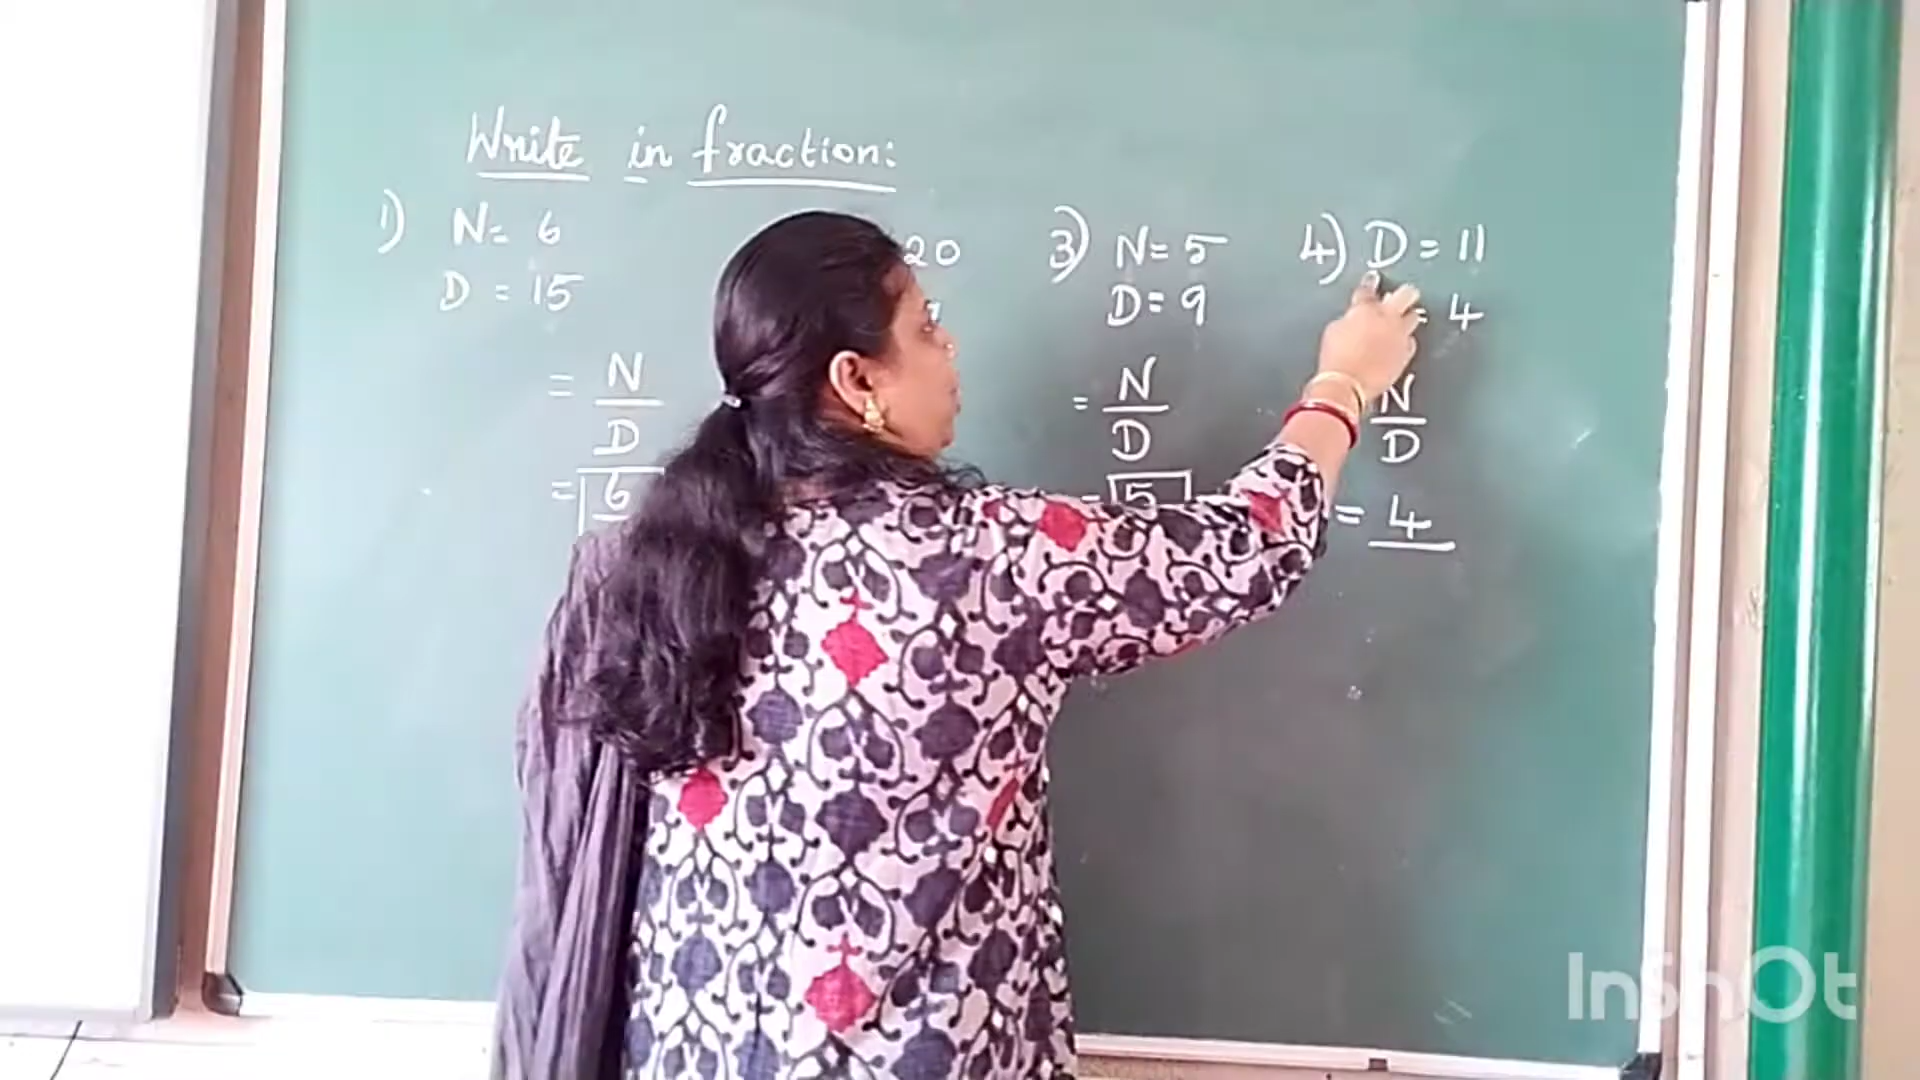 Write in fraction:
1) N = 6
D = 15
= N
D
= 6
20
3) N = 5
D = 9
= N
D
= 5
4) D = 11
= 4
N
D
= 4
InShOt